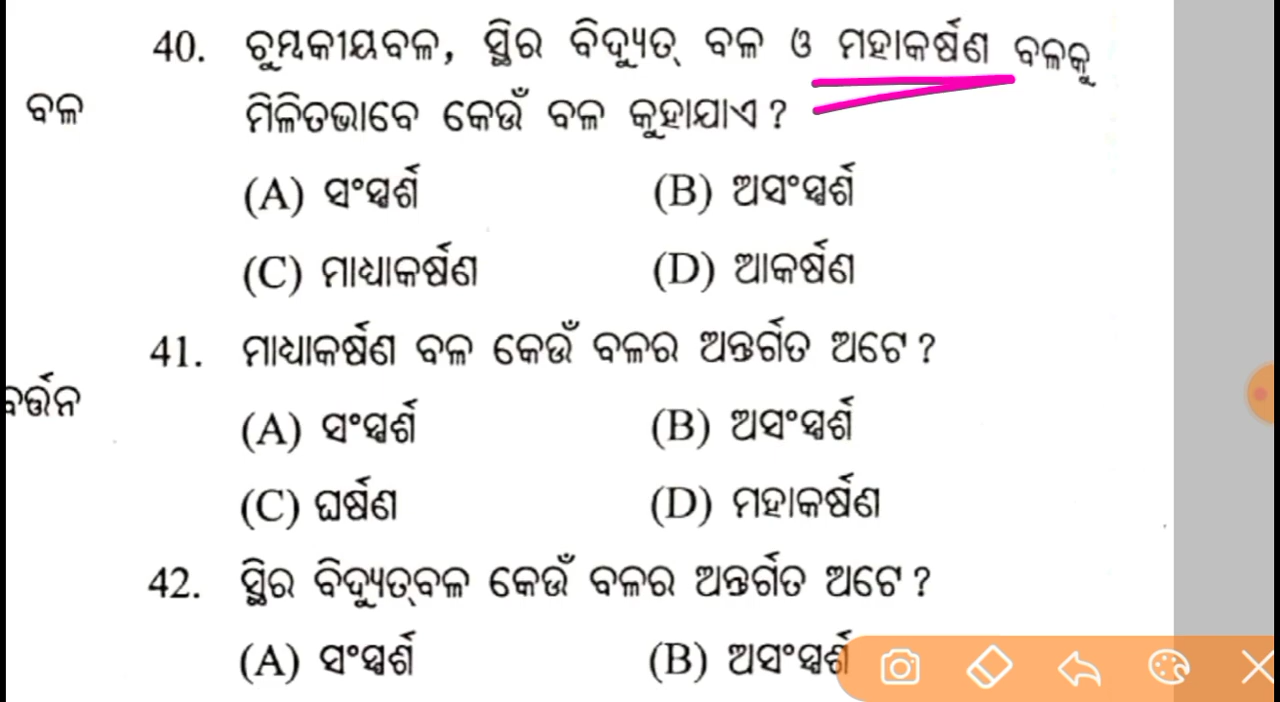 40. ଚୁମ୍ବକୀୟବଳ, ସ୍ଥିର ବିଦ୍ୟୁତ୍ ବଳ ଓ ମହାକର୍ଷଣ ବଳକୁ
ବଳ
ମିଳିତଭାବେ କେଉଁ ବଳ କୁହାଯାଏ ?
(A) ସଂସ୍ପର୍ଶ (B) ଅସଂସ୍ପର୍ଶ
(C) ମାଧ୍ୟାକର୍ଷଣ (D) ଆକର୍ଷଣ
41. ମାଧ୍ୟାକର୍ଷଣ ବଳ କେଉଁ ବଳର ଅନ୍ତର୍ଗତ ଅଟେ ?
ବର୍ତ୍ତନ
(A) ସଂସ୍ପର୍ଶ (B) ଅସଂସ୍ପର୍ଶ
(C) ଘର୍ଷଣ (D) ମହାକର୍ଷଣ
42. ସ୍ଥିର ବିଦ୍ୟୁତ୍‌ବଳ କେଉଁ ବଳର ଅନ୍ତର୍ଗତ ଅଟେ ?
(A) ସଂସ୍ପର୍ଶ (B) ଅସଂସ୍ପର୍ଶ